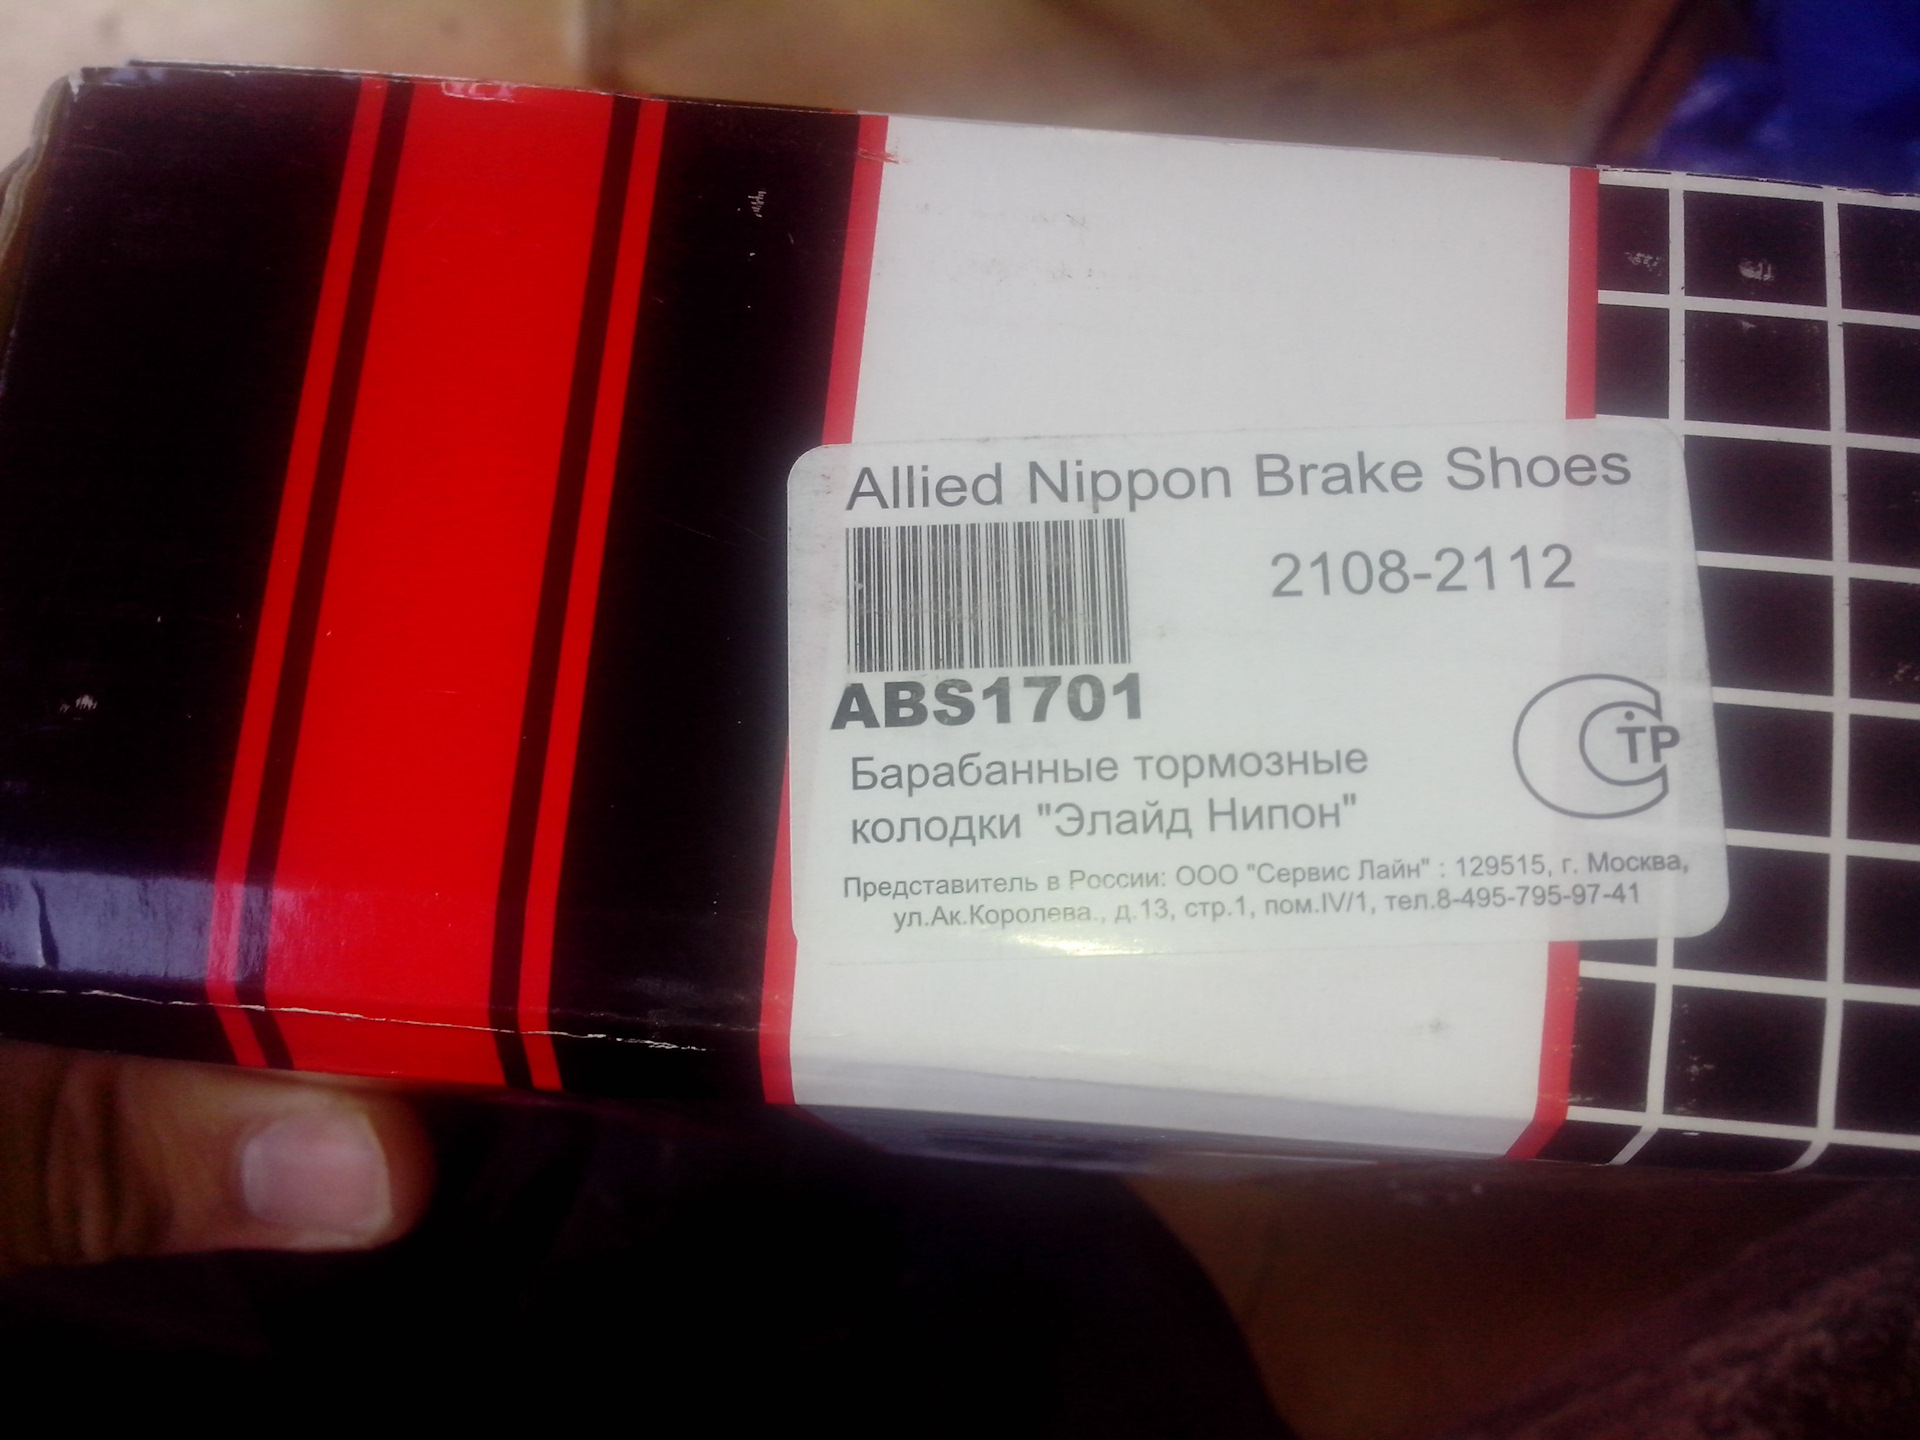 Allied Nippon Brake Shoes
2108-2112
ABS1701
Барабанные тормозные
колодки "Элайд Нипон"
ТР
Представитель в России: ООО "Сервис Лайн" : 129515, г. Москва,
ул.Ак.Королева., д.13, стр.1, пом.IV/1, тел.8-495-795-97-41